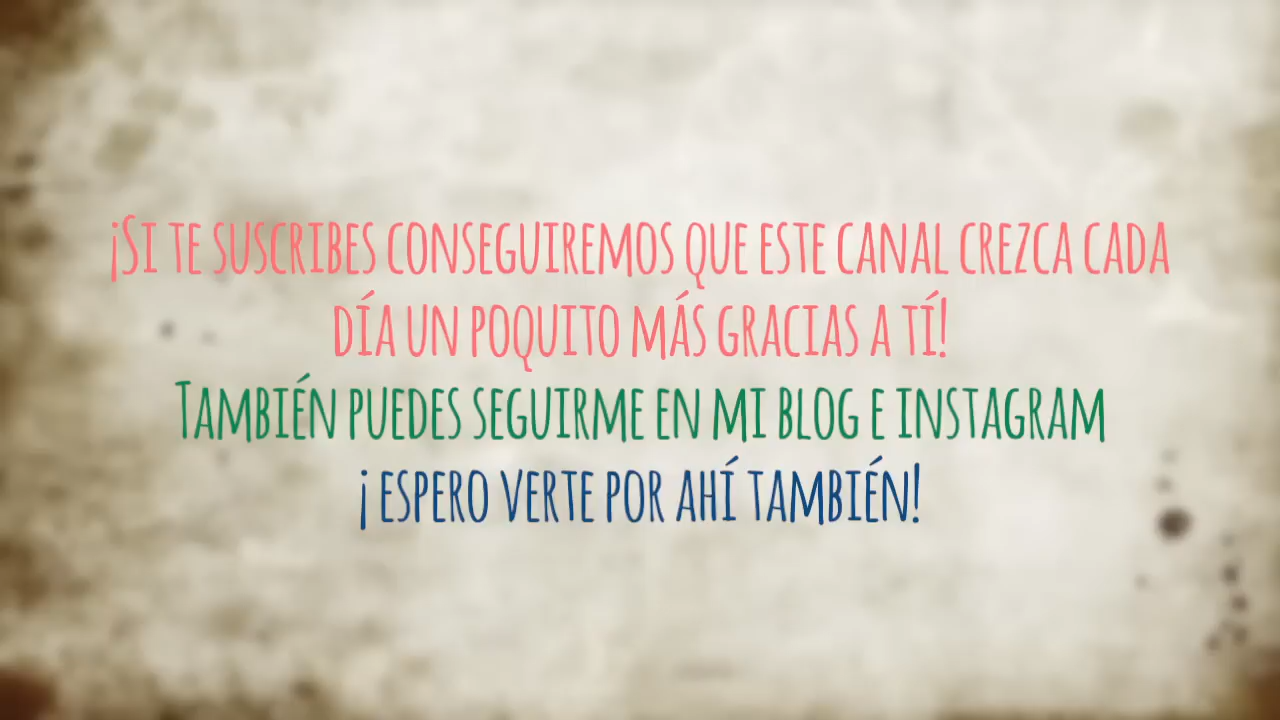 ¡Si te suscribes conseguiremos que este canal crezca cada
día un poquito más gracias a tí!
También puedes seguirme en mi blog e instagram
¡ espero verte por ahí también!